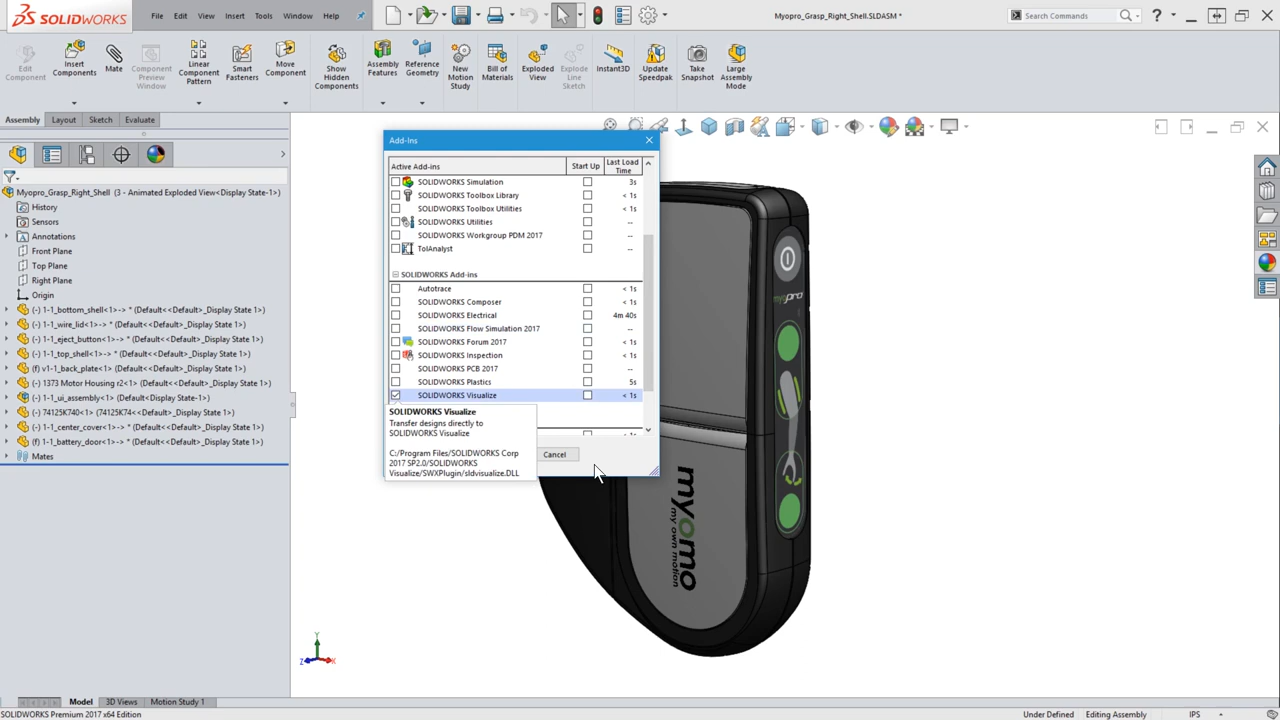 SOLIDWORKS
File Edit View Insert Tools Window Help
Myopro_Grasp_Right_Shell.SLDASM *
Search Commands
Edit Component
Insert Components
Mate
Component Preview Window
Linear Component Pattern
Smart Fasteners
Move Component
Show Hidden Components
Assembly Features
Reference Geometry
New Motion Study
Bill of Materials
Exploded View
Explode Line Sketch
Instant3D
Update Speedpak
Take Snapshot
Large Assembly Mode
Assembly Layout Sketch Evaluate
Myopro_Grasp_Right_Shell (3 - Animated Exploded View<Display State-1>)
History
Sensors
Annotations
Front Plane
Top Plane
Right Plane
Origin
(-) 1-1_bottom_shell<1>-> * (Default<<Default>_Display State 1>)
(-) 1-1_wire_lid<1>-> * (Default<<Default>_Display State 1>)
(-) 1-1_eject_button<1>-> * (Default<<Default>_Display State 1>)
(-) 1-1_top_shell<1>-> * (Default<<Default>_Display State 1>)
(f) v1-1_back_plate<1> (Default<<Default>_Display State 1>)
(-) 1373 Motor Housing r2<1> (Default<<Default>_Display State 1>)
(-) 1-1_ui_assembly<1> (Default<<Default>_Display State-1>)
(-) 74125K740<1> (74125K74<<Default>_Display State 1>)
(-) 1-1_center_cover<1> (Default<<Default>_Display State 1>)
(f) 1-1_battery_door<1> (Default<<Default>_Display State 1>)
Mates
Add-Ins
Active Add-ins Start Up Last Load Time
SOLIDWORKS Simulation 3s
SOLIDWORKS Toolbox Library < 1s
SOLIDWORKS Toolbox Utilities < 1s
SOLIDWORKS Utilities --
SOLIDWORKS Workgroup PDM 2017 --
TolAnalyst --
SOLIDWORKS Add-ins
Autotrace < 1s
SOLIDWORKS Composer < 1s
SOLIDWORKS Electrical 4m 40s
SOLIDWORKS Flow Simulation 2017 --
SOLIDWORKS Forum 2017 < 1s
SOLIDWORKS Inspection < 1s
SOLIDWORKS PCB 2017 --
SOLIDWORKS Plastics 5s
SOLIDWORKS Visualize < 1s
SOLIDWORKS Visualize
Transfer designs directly to
SOLIDWORKS Visualize
C:/Program Files/SOLIDWORKS Corp
2017 SP2.0/SOLIDWORKS
Visualize/SWXPlugin/sldvisualize.DLL
Cancel
myopro
myomo
my own motion
Y
Z X
Model 3D Views Motion Study 1
SOLIDWORKS Premium 2017 x64 Edition
Under Defined Editing Assembly IPS